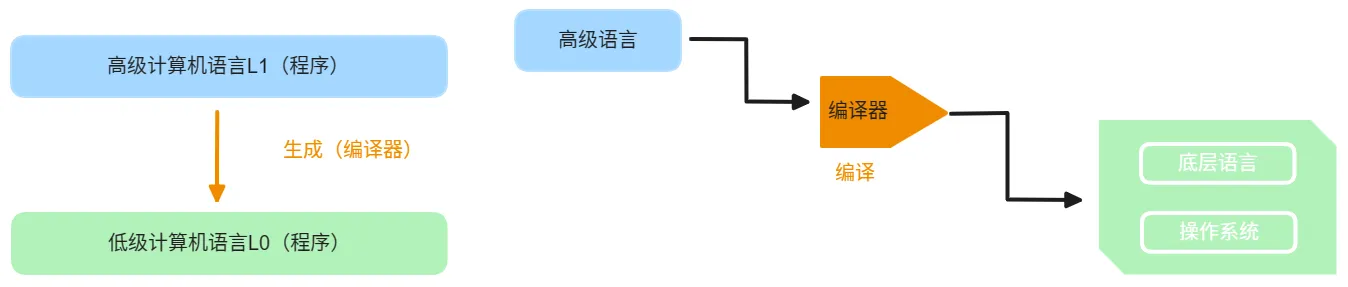 高级计算机语言L1（程序）
生成（编译器）
低级计算机语言L0（程序）
高级语言
编译器
编译
底层语言
操作系统